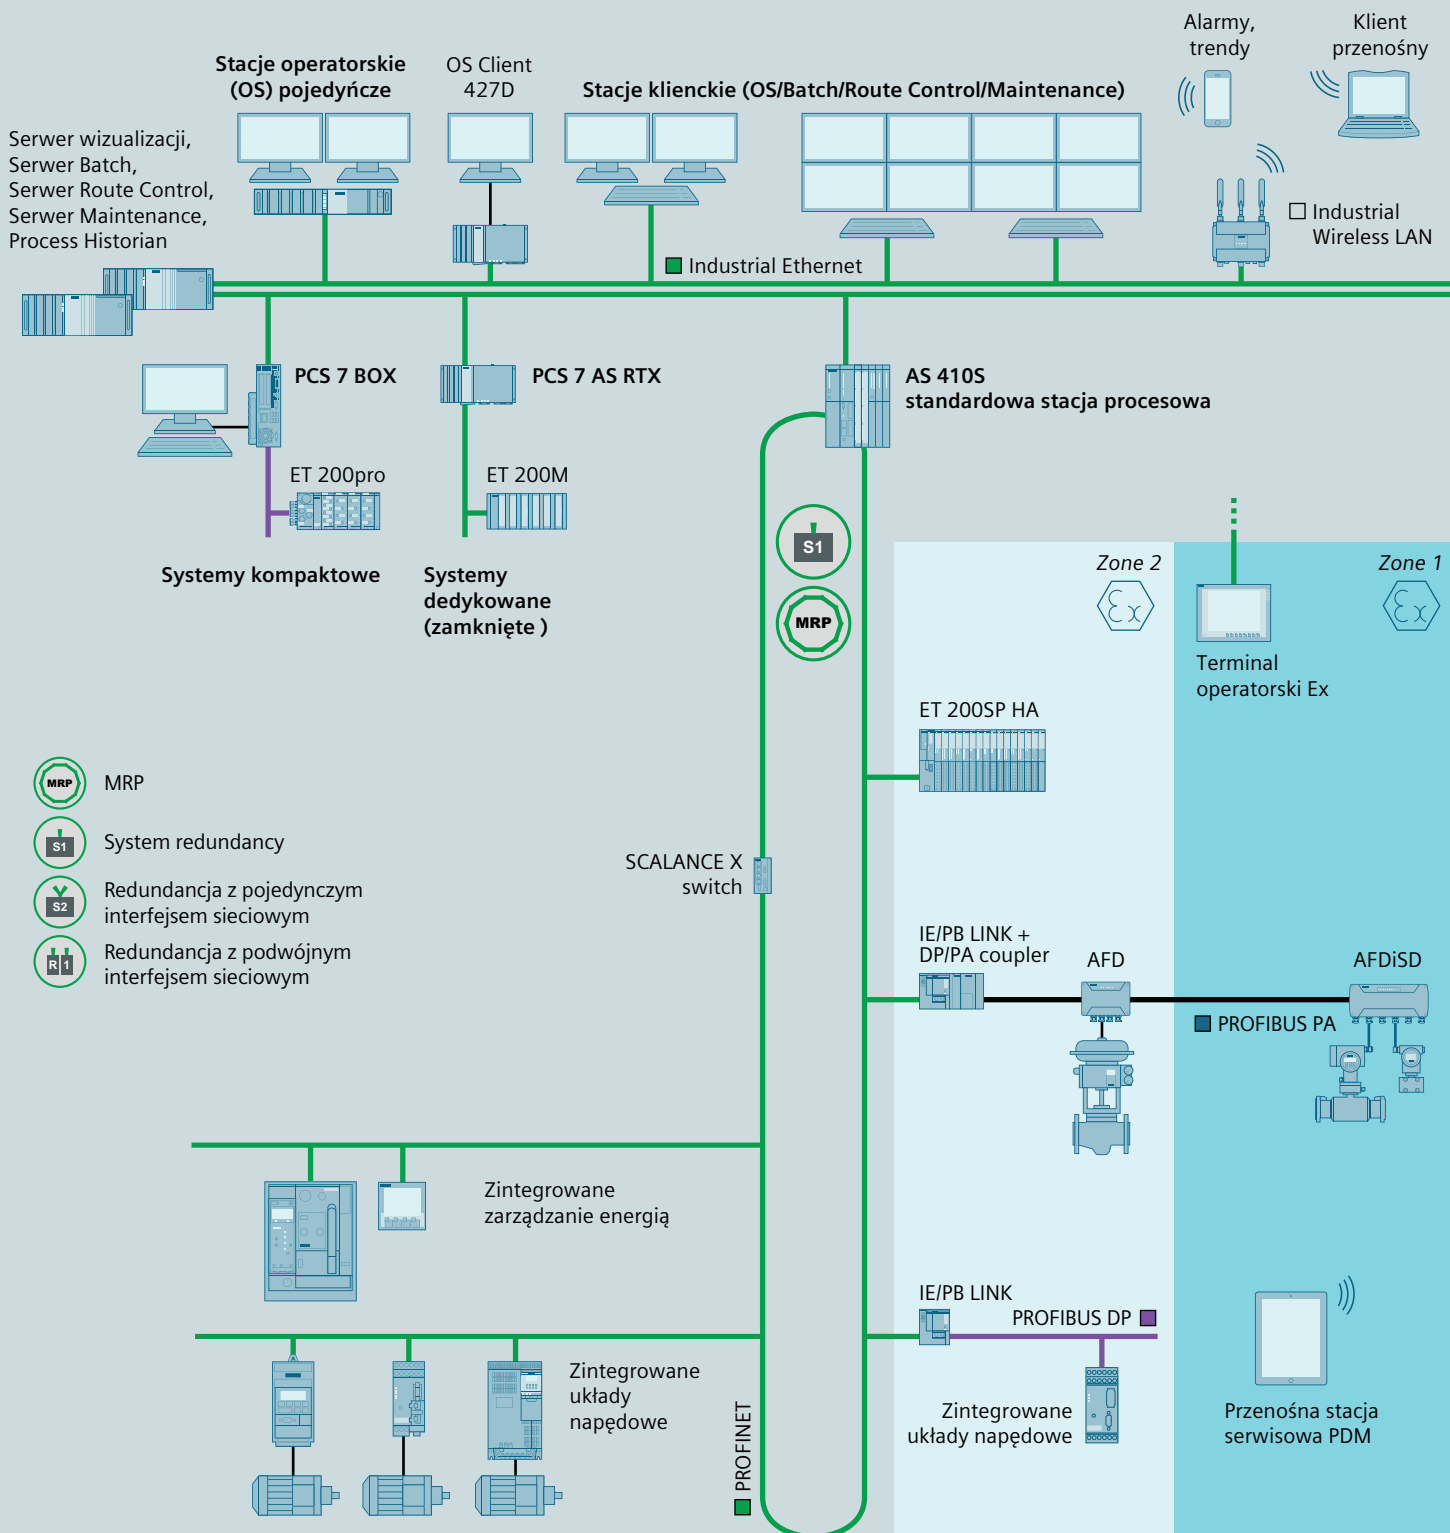 Alarmy,
trendy
Klient
przenośny
Stacje operatorskie
(OS) pojedyńcze
OS Client
427D
Stacje klienckie (OS/Batch/Route Control/Maintenance)
Serwer wizualizacji,
Serwer Batch,
Serwer Route Control,
Serwer Maintenance,
Process Historian
Industrial
Wireless LAN
Industrial Ethernet
PCS 7 BOX
PCS 7 AS RTX
AS 410S
standardowa stacja procesowa
ET 200pro
ET 200M
Systemy kompaktowe
Systemy
dedykowane
(zamknięte )
S1
MRP
Zone 2
Ex
Zone 1
Ex
Terminal
operatorski Ex
ET 200SP HA
MRP
MRP
S1
System redundancy
S2
Redundancja z pojedynczym
interfejsem sieciowym
R 1
Redundancja z podwójnym
interfejsem sieciowym
SCALANCE X
switch
IE/PB LINK +
DP/PA coupler
AFD
AFDiSD
PROFIBUS PA
Zintegrowane
zarządzanie energią
IE/PB LINK
PROFIBUS DP
Zintegrowane
układy
napędowe
PROFINET
Zintegrowane
układy napędowe
Przenośna stacja
serwisowa PDM